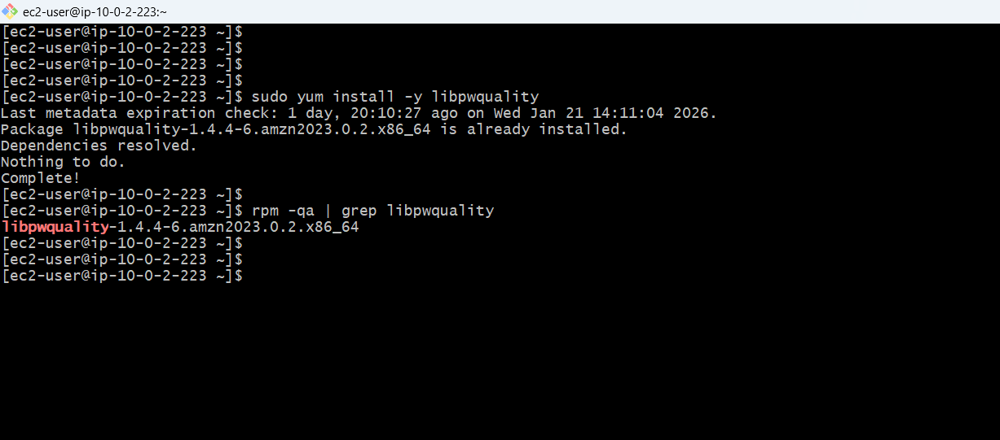 ec2-user@ip-10-0-2-223:~
[ec2-user@ip-10-0-2-223 ~]$
[ec2-user@ip-10-0-2-223 ~]$
[ec2-user@ip-10-0-2-223 ~]$
[ec2-user@ip-10-0-2-223 ~]$
[ec2-user@ip-10-0-2-223 ~]$ sudo yum install -y libpwquality
Last metadata expiration check: 1 day, 20:10:27 ago on Wed Jan 21 14:11:04 2026.
Package libpwquality-1.4.4-6.amzn2023.0.2.x86_64 is already installed.
Dependencies resolved.
Nothing to do.
Complete!
[ec2-user@ip-10-0-2-223 ~]$
[ec2-user@ip-10-0-2-223 ~]$ rpm -qa | grep libpwquality
libpwquality-1.4.4-6.amzn2023.0.2.x86_64
[ec2-user@ip-10-0-2-223 ~]$
[ec2-user@ip-10-0-2-223 ~]$
[ec2-user@ip-10-0-2-223 ~]$